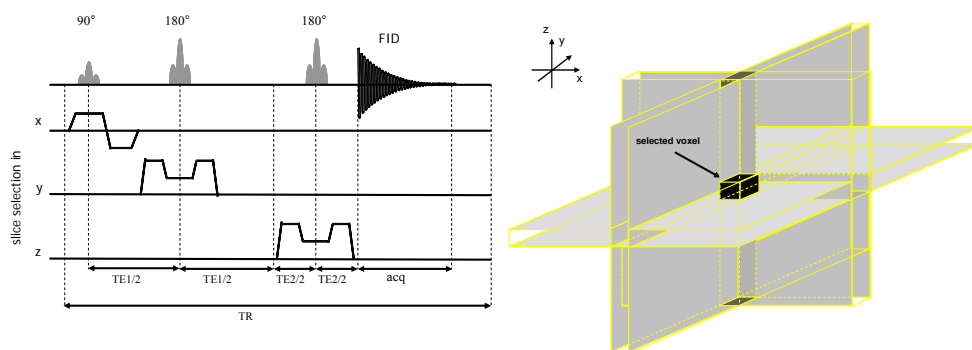 90° 180° 180°
FID
x
y
z
slice selection in
TE1/2 TE1/2 TE2/2 TE2/2 acq
TR
z
y
x
selected voxel